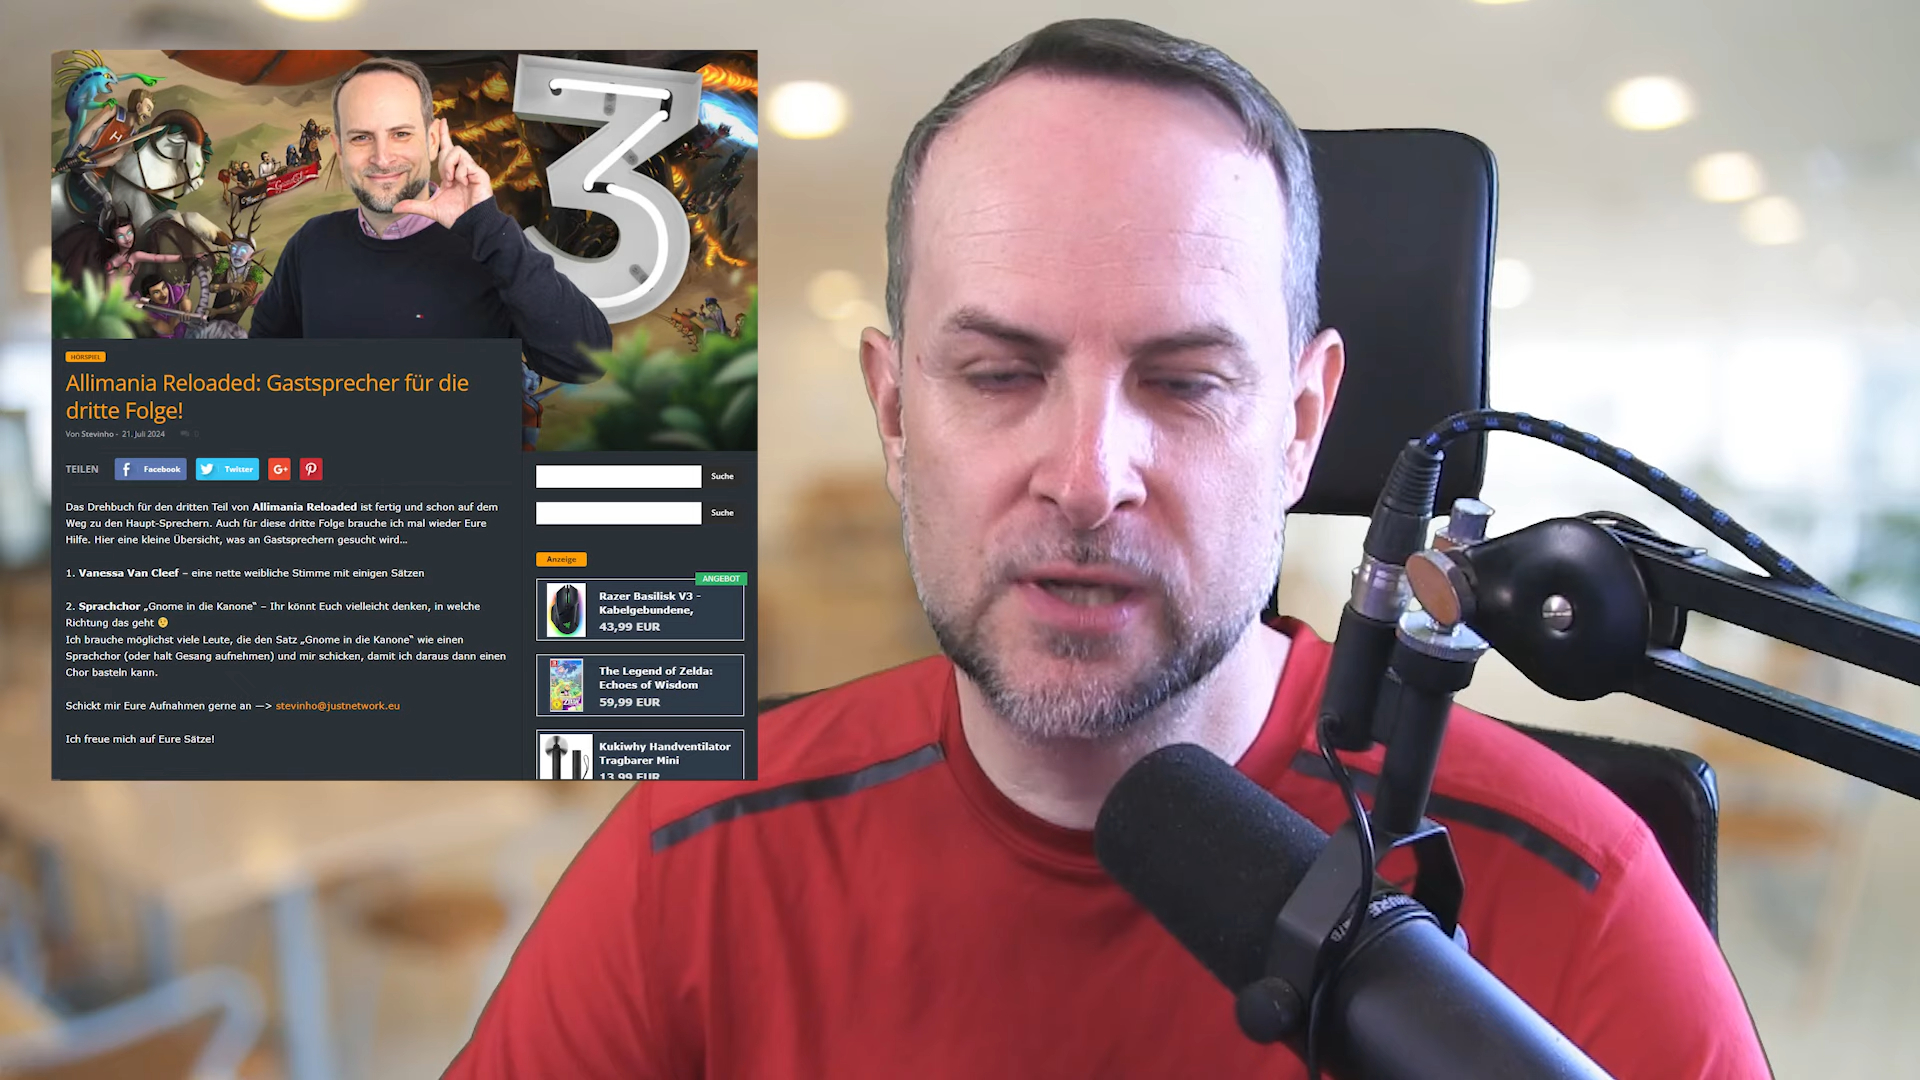 3
HÖRSPIEL
Allimania Reloaded: Gastsprecher für die
dritte Folge!
Von Stevinho - 21. Juli 2024 0
TEILEN
Facebook
Twitter
G+
Das Drehbuch für den dritten Teil von Allimania Reloaded ist fertig und schon auf dem
Weg zu den Haupt-Sprechern. Auch für diese dritte Folge brauche ich mal wieder Eure
Hilfe. Hier eine kleine Übersicht, was an Gastsprechern gesucht wird...
1. Vanessa Van Cleef – eine nette weibliche Stimme mit einigen Sätzen
2. Sprachchor „Gnome in die Kanone“ – Ihr könnt Euch vielleicht denken, in welche
Richtung das geht 🤨
Ich brauche möglichst viele Leute, die den Satz „Gnome in die Kanone“ wie einen
Sprachchor (oder halt Gesang aufnehmen) und mir schicken, damit ich daraus dann einen
Chor basteln kann.
Schickt mir Eure Aufnahmen gerne an —> stevinho@justnetwork.eu
Ich freue mich auf Eure Sätze!
Suche
Suche
Anzeige
ANGEBOT
Razer Basilisk V3 -
Kabelgebundene,
43,99 EUR
The Legend of Zelda:
Echoes of Wisdom
59,99 EUR
Kukiwhy Handventilator
Tragbarer Mini
13,99 EUR